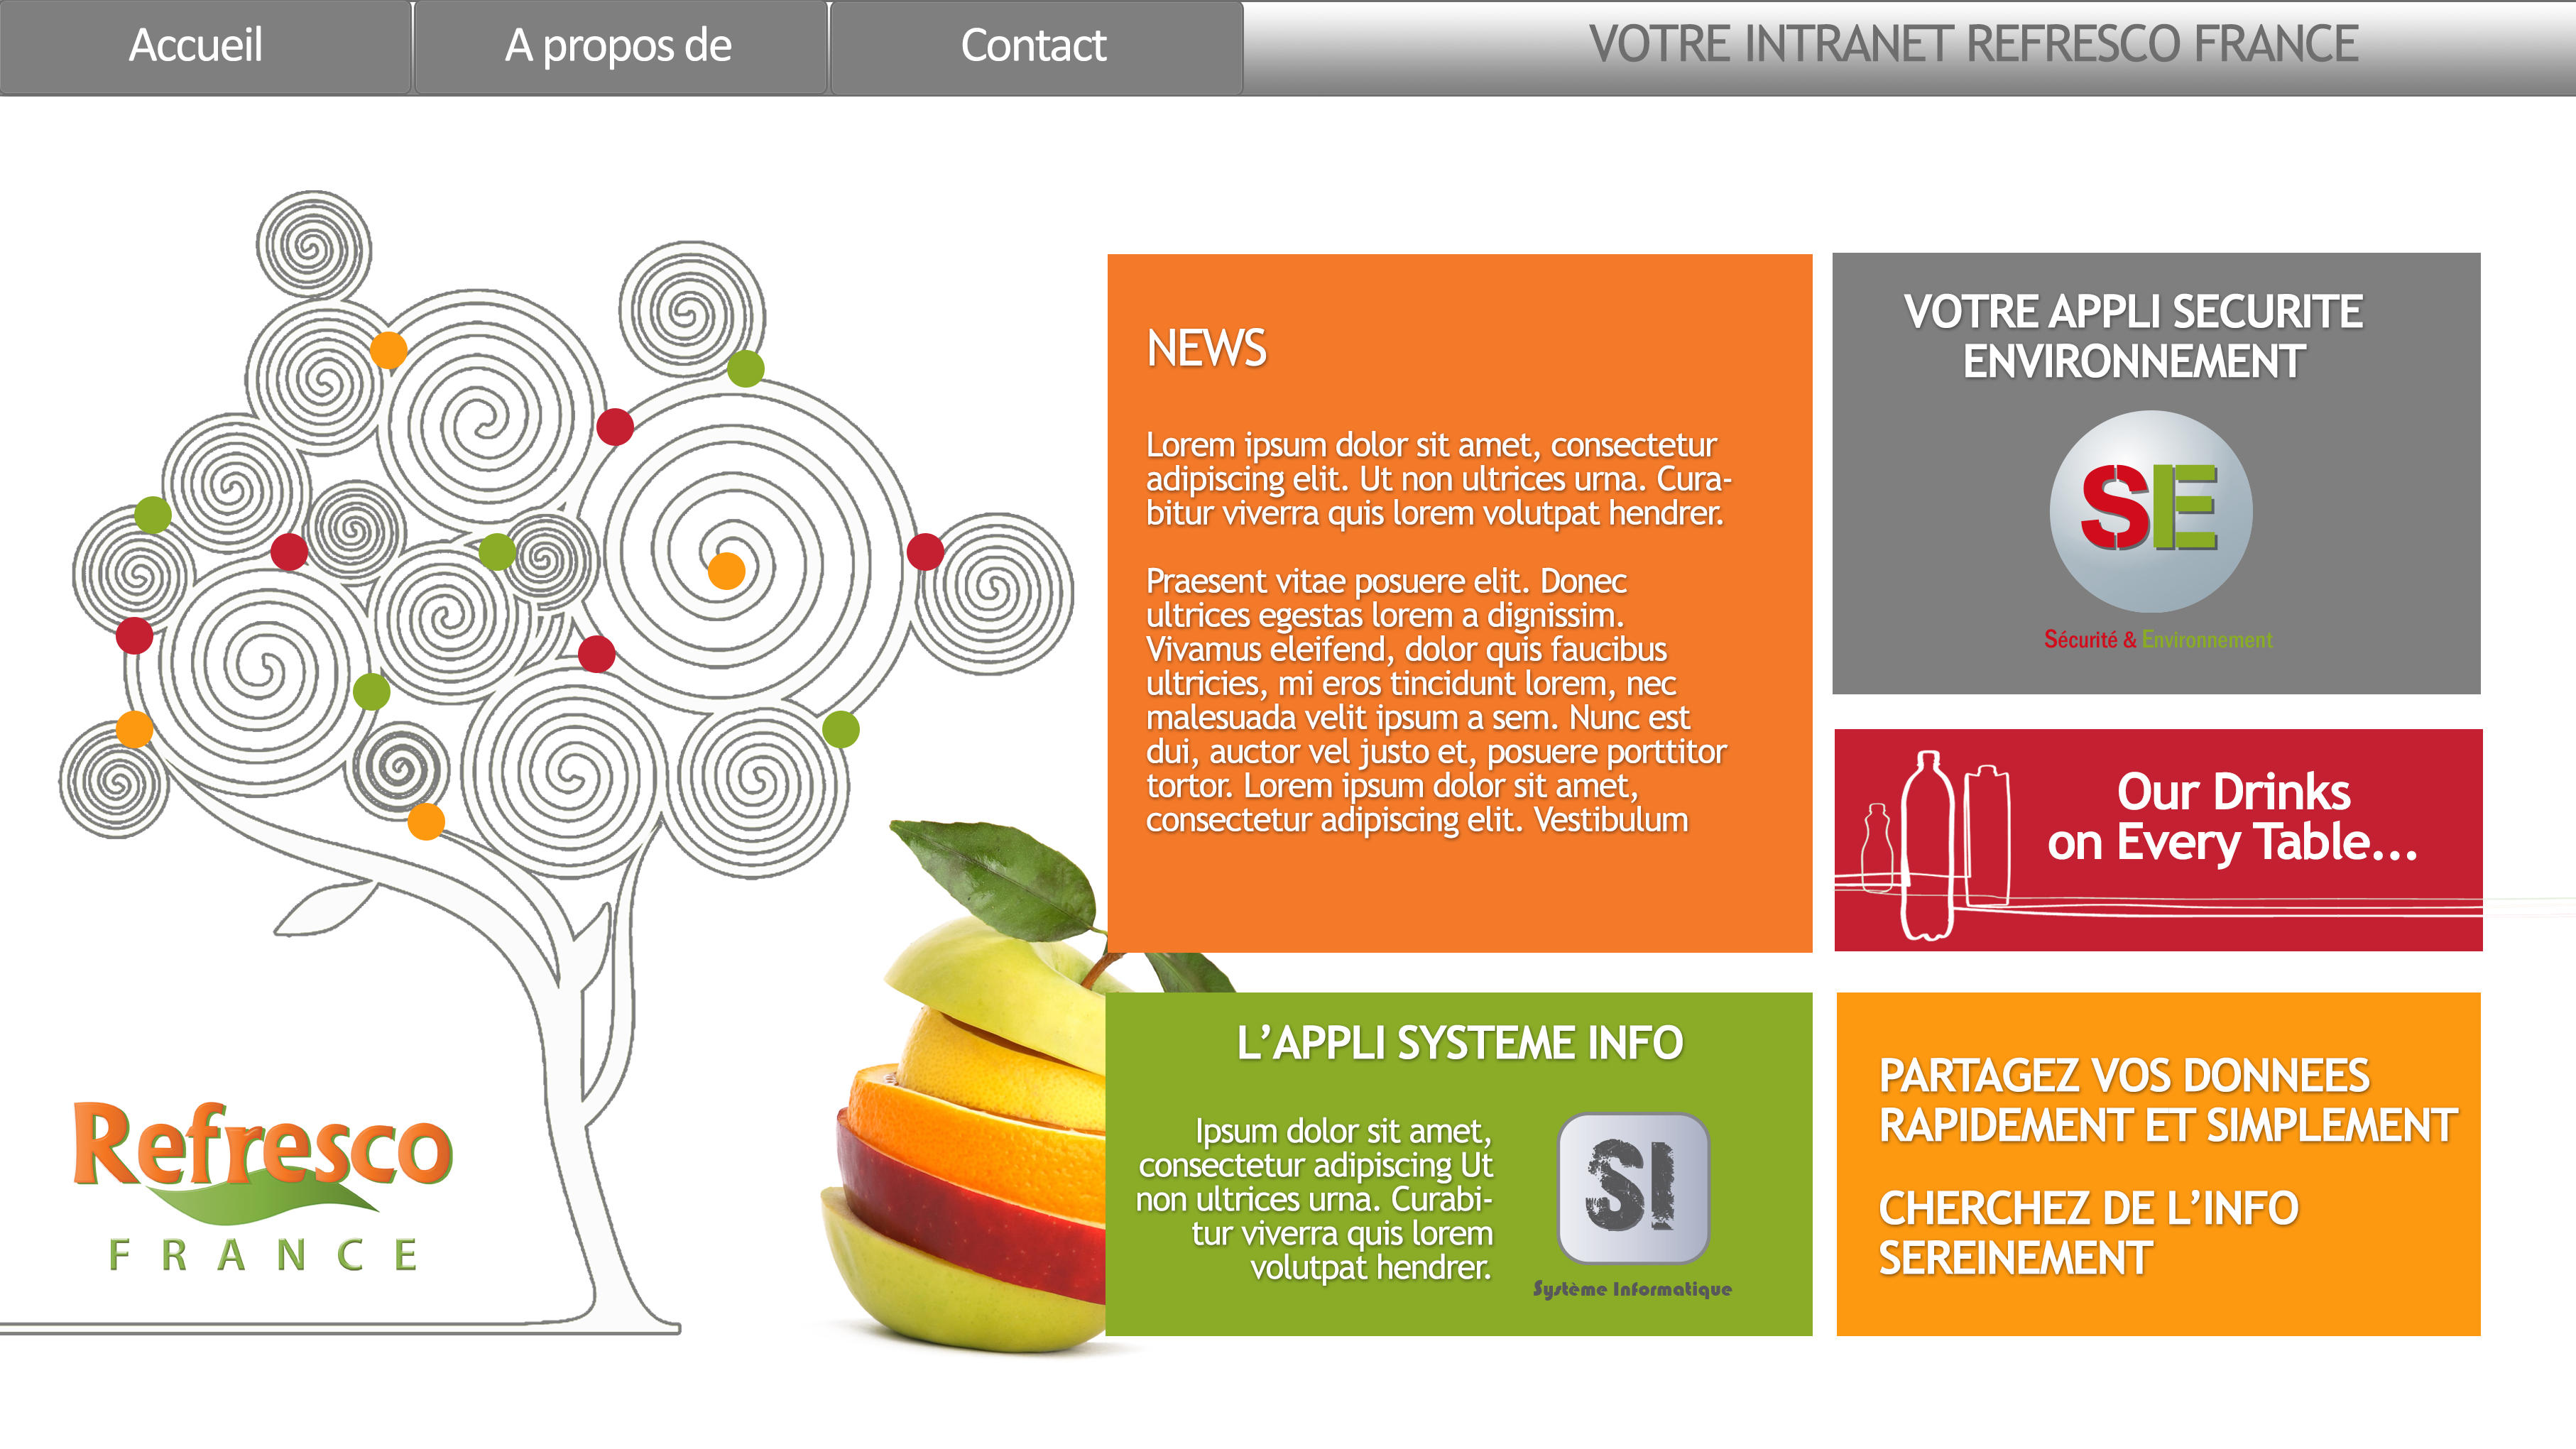 Accueil
A propos de
Contact
VOTRE INTRANET REFRESCO FRANCE
NEWS
Lorem ipsum dolor sit amet, consectetur
adipiscing elit. Ut non ultrices urna. Cura-
bitur viverra quis lorem volutpat hendrer.
Praesent vitae posuere elit. Donec
ultrices egestas lorem a dignissim.
Vivamus eleifend, dolor quis faucibus
ultricies, mi eros tincidunt lorem, nec
malesuada velit ipsum a sem. Nunc est
dui, auctor vel justo et, posuere porttitor
tortor. Lorem ipsum dolor sit amet,
consectetur adipiscing elit. Vestibulum
VOTRE APPLI SECURITE
ENVIRONNEMENT
SE
Sécurité & Environnement
Our Drinks
on Every Table...
L’APPLI SYSTEME INFO
Ipsum dolor sit amet,
consectetur adipiscing Ut
non ultrices urna. Curabi-
tur viverra quis lorem
volutpat hendrer.
SI
Système Informatique
PARTAGEZ VOS DONNEES
RAPIDEMENT ET SIMPLEMENT
CHERCHEZ DE L’INFO
SEREINEMENT
Refresco
FRANCE